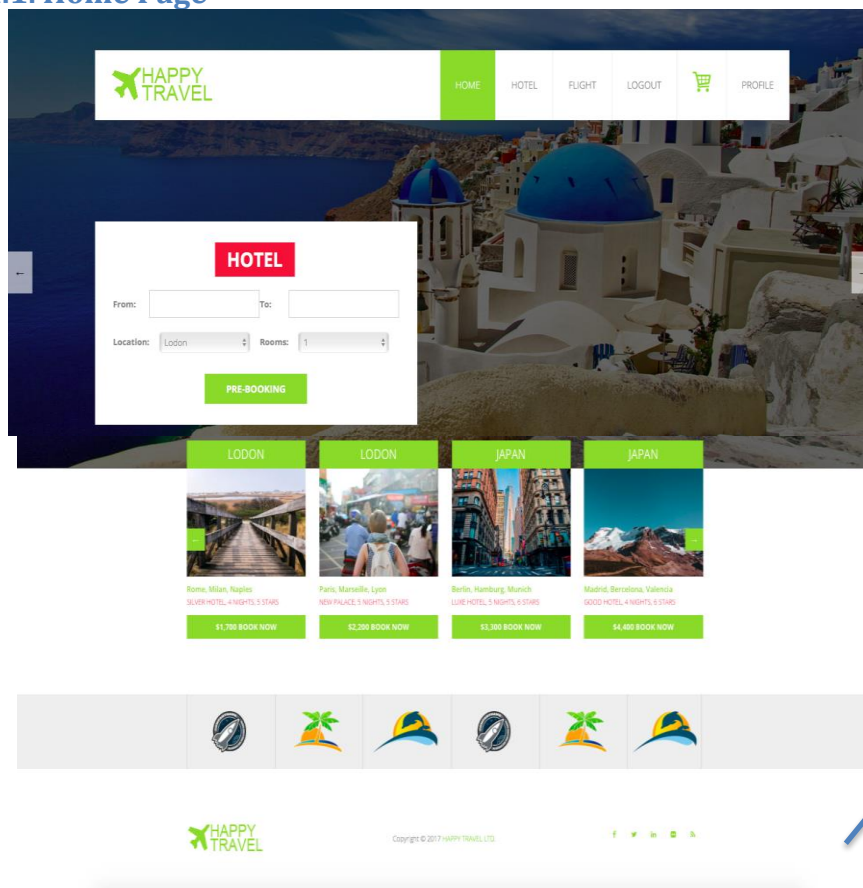 .1. Home Page
HAPPY
TRAVEL
HOME HOTEL FLIGHT LOGOUT PROFILE
HOTEL
From: To:
Location: Lodon Rooms: 1
PRE-BOOKING
LODON LODON JAPAN JAPAN
Rome, Milan, Naples Paris, Marseille, Lyon Berlin, Hamburg, Munich Madrid, Bercelona, Valencia
SILVER HOTEL, 4 NIGHTS, 5 STARS NEW PALACE, 5 NIGHTS, 5 STARS LUXE HOTEL, 5 NIGHTS, 6 STARS GOOD HOTEL, 4 NIGHTS, 6 STARS
$1,700 BOOK NOW $2,200 BOOK NOW $3,300 BOOK NOW $4,400 BOOK NOW
HAPPY
TRAVEL
Copyright © 2017 HAPPY TRAVEL LTD.